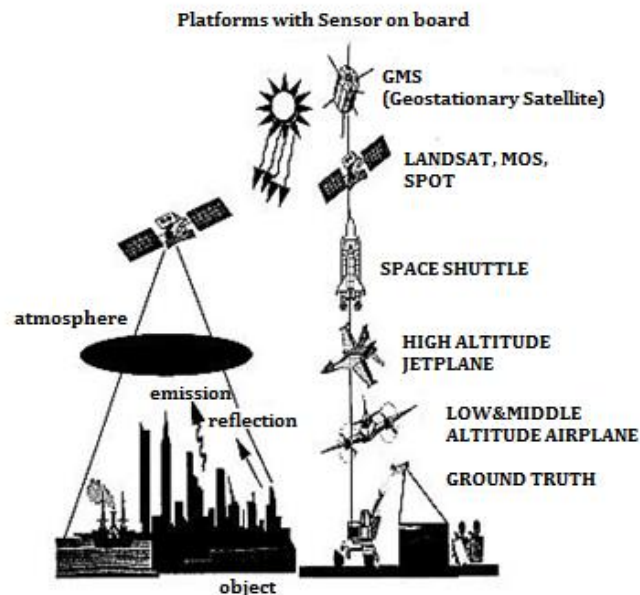 Platforms with Sensor on board
GMS
(Geostationary Satellite)
LANDSAT, MOS,
SPOT
SPACE SHUTTLE
atmosphere
HIGH ALTITUDE
JETPLANE
emission
reflection
LOW&MIDDLE
ALTITUDE AIRPLANE
GROUND TRUTH
object